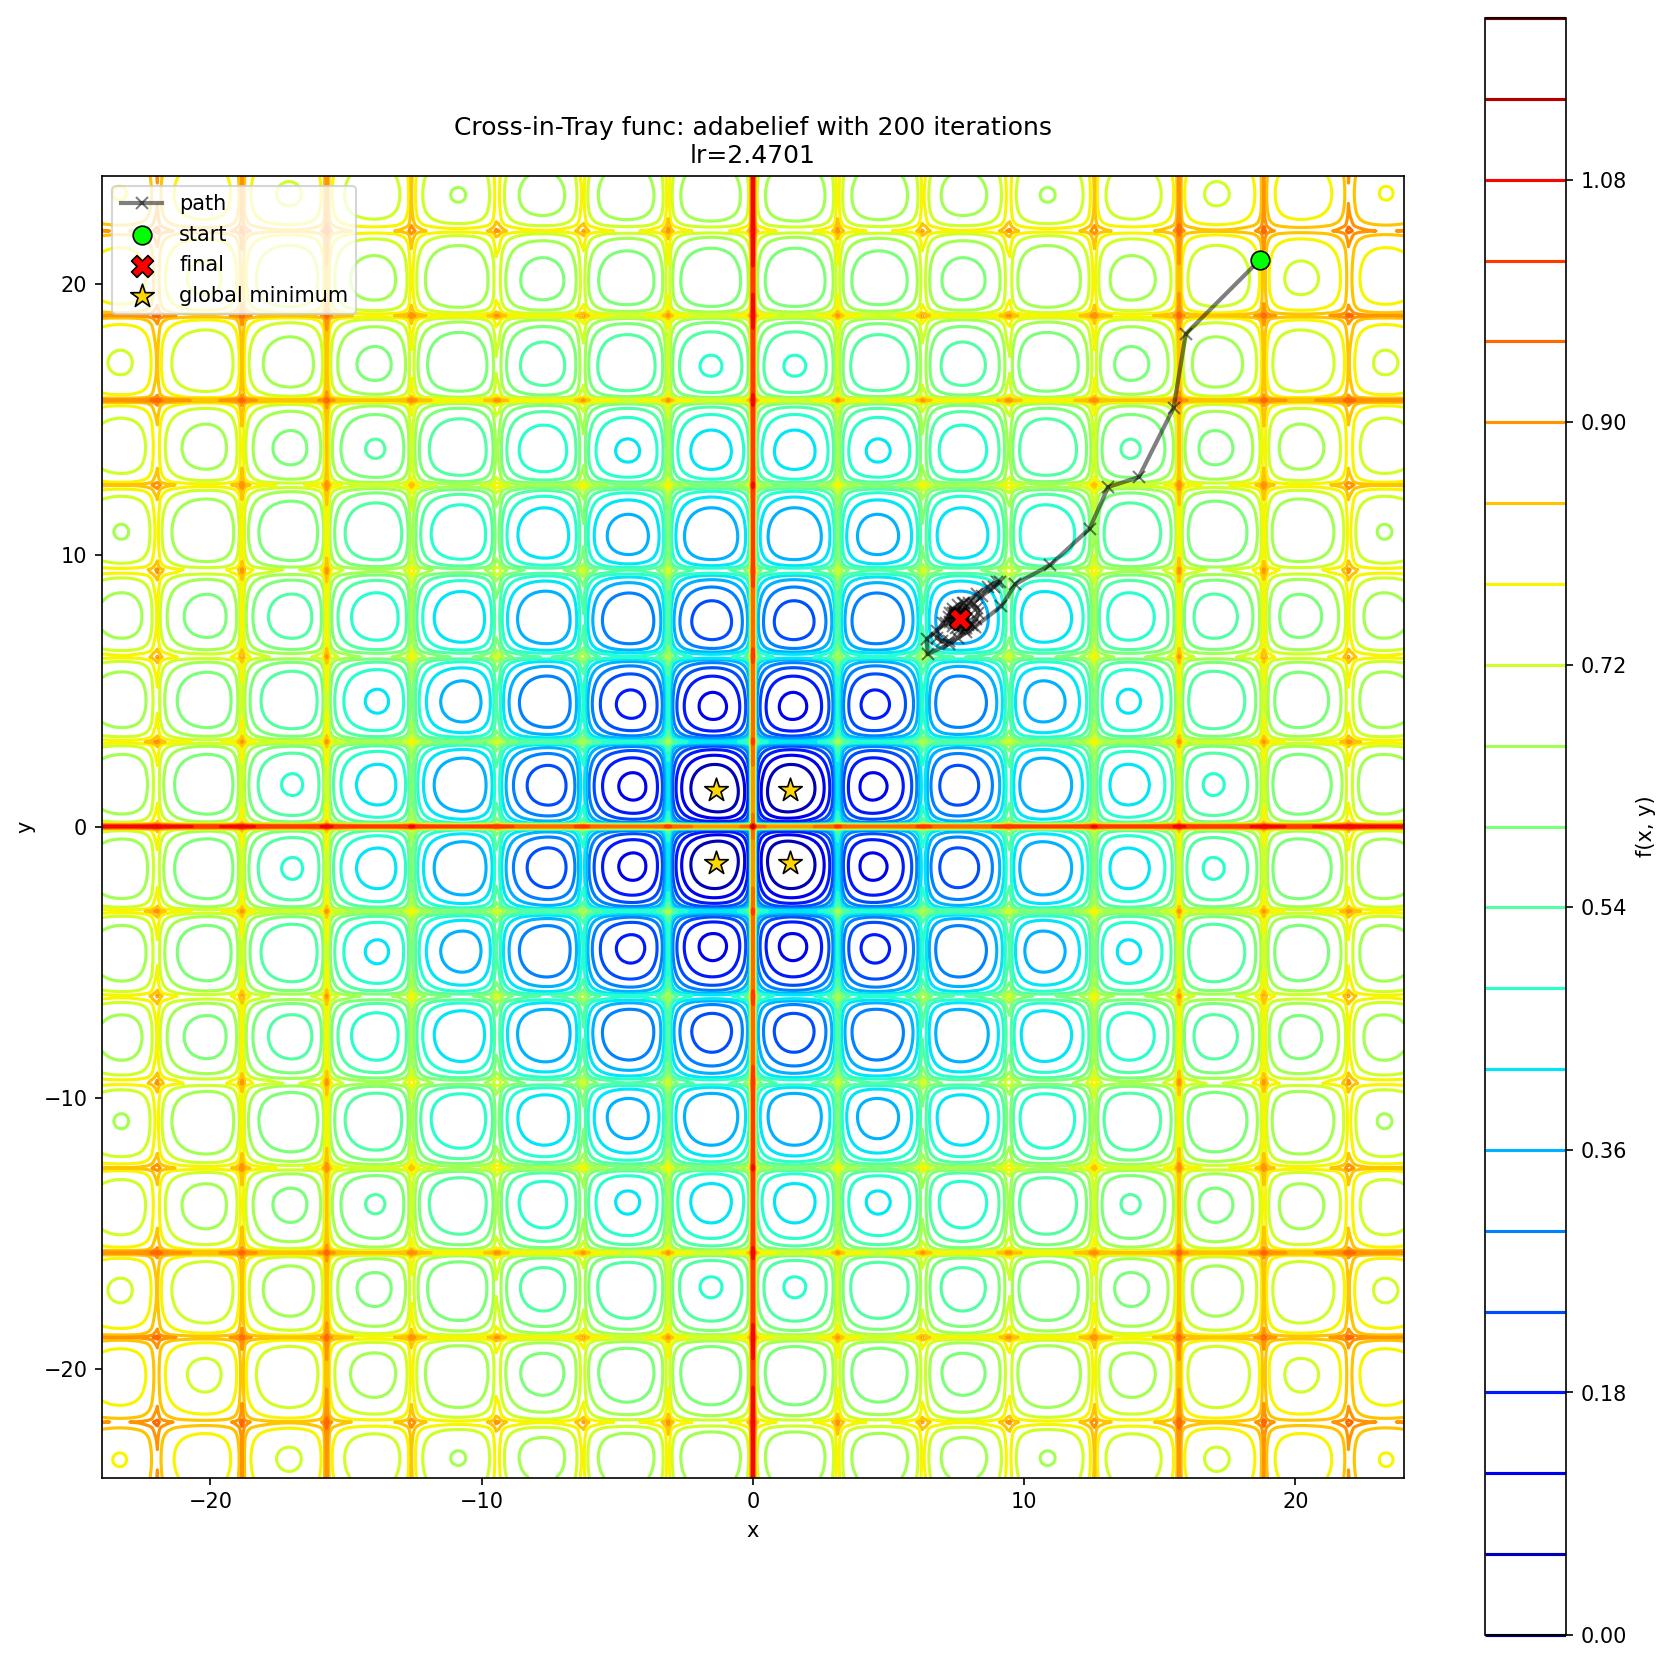 Cross-in-Tray func: adabelief with 200 iterations
lr=2.4701
path
start
final
global minimum
20
10
0
−10
−20
y
−20
−10
0
10
20
x
1.08
0.90
0.72
0.54
0.36
0.18
0.00
f(x, y)